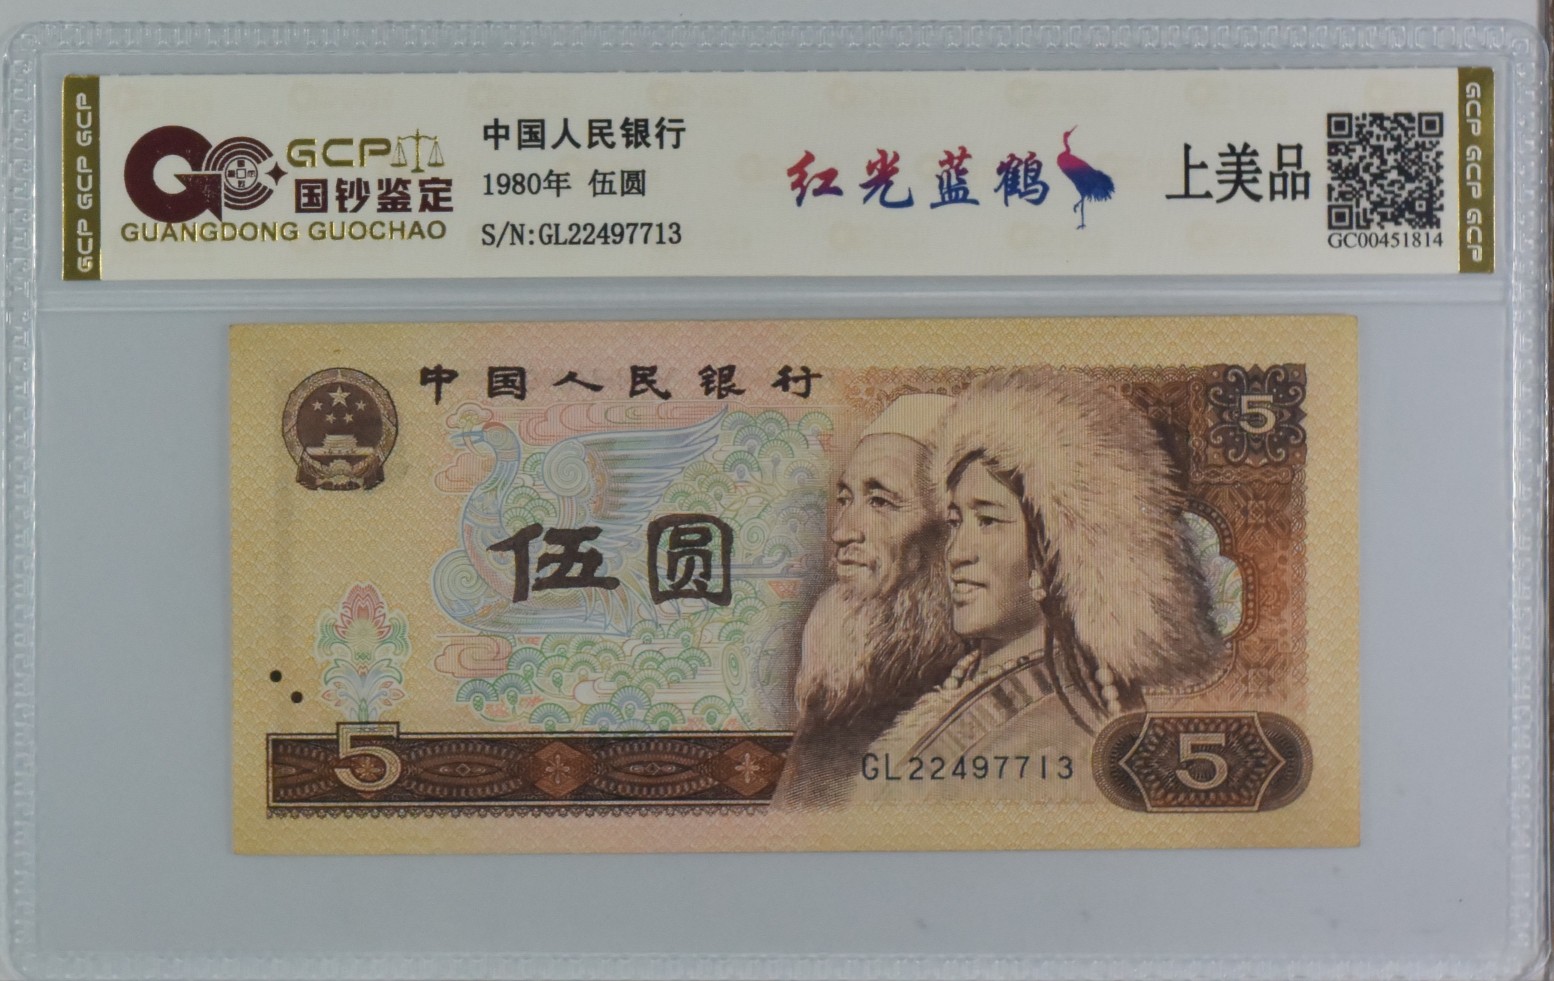 GCP GCP GCP
GCP
国钞鉴定
GUANGDONG GUOCHAO
中国人民银行
1980年 伍圆
S/N:GL22497713
红光蓝鹤
上美品
GC00451814
GCP GCP GCP
中国人民银行
5
伍圆
5
GL22497713
5